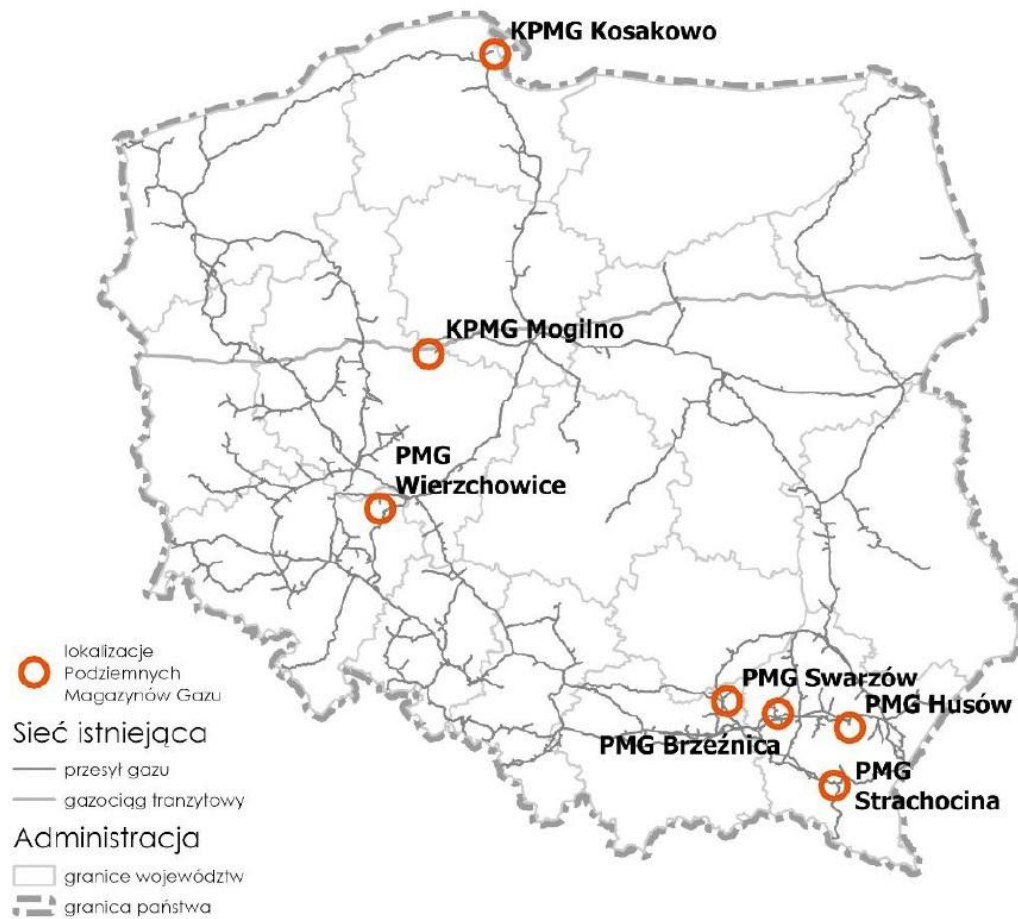 KPMG Kosakowo
KPMG Mogilno
PMG
Wierzchowice
PMG Swarzów
PMG Husów
PMG Brzeźnica
PMG
Strachocina
lokalizacje
Podziemnych
Magazynów Gazu
Sieć istniejąca
przesył gazu
gazociąg tranzytowy
Administracja
granice województw
granica państwa